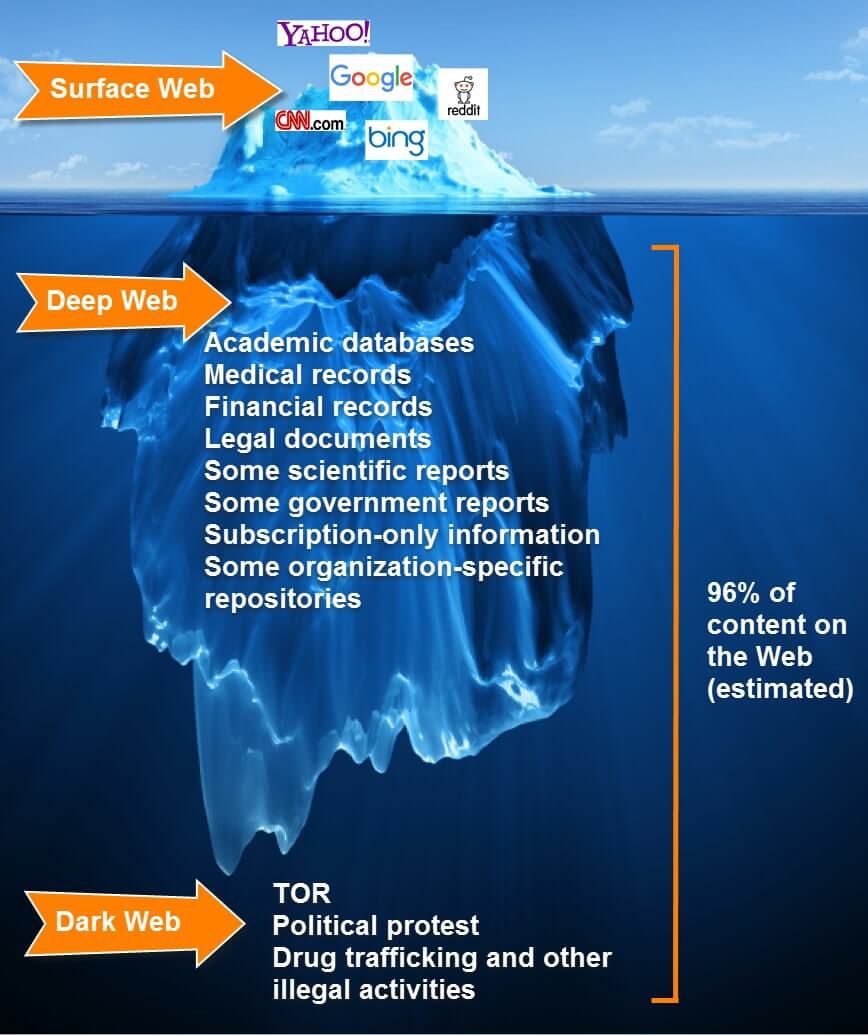 YAHOO!
Surface Web
Google
reddit
CNN.com
bing
Deep Web
Academic databases
Medical records
Financial records
Legal documents
Some scientific reports
Some government reports
Subscription-only information
Some organization-specific
repositories
96% of
content on
the Web
(estimated)
Dark Web
TOR
Political protest
Drug trafficking and other
illegal activities